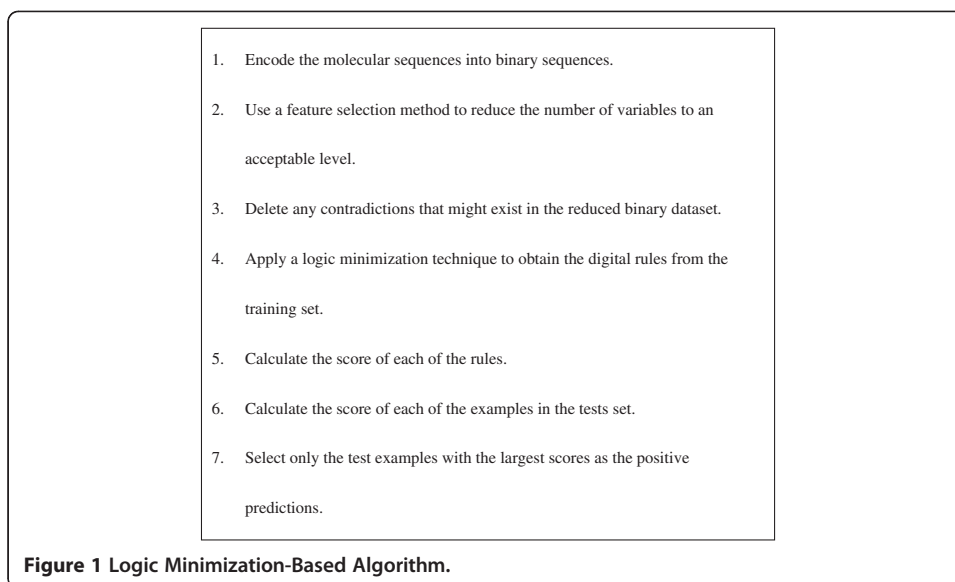 1. Encode the molecular sequences into binary sequences.
2. Use a feature selection method to reduce the number of variables to an
acceptable level.
3. Delete any contradictions that might exist in the reduced binary dataset.
4. Apply a logic minimization technique to obtain the digital rules from the
training set.
5. Calculate the score of each of the rules.
6. Calculate the score of each of the examples in the tests set.
7. Select only the test examples with the largest scores as the positive
predictions.
Figure 1 Logic Minimization-Based Algorithm.